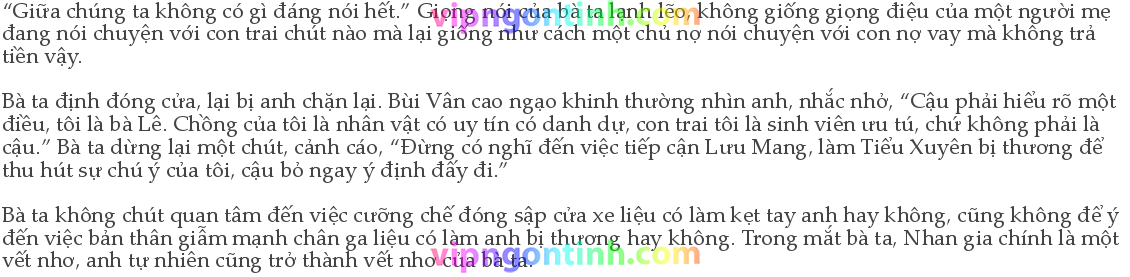 “Giữa chúng ta không có gì đáng nói hết.” Giọng nói của bà ta lạnh lẽo, không giống giọng điệu của một người mẹ
đang nói chuyện với con trai chút nào mà lại giống như cách một chủ nợ nói chuyện với con nợ vay mà không trả
tiền vậy.
Bà ta định đóng cửa, lại bị anh chặn lại. Bùi Vân cao ngạo khinh thường nhìn anh, nhắc nhở, “Cậu phải hiểu rõ một
điều, tôi là bà Lê. Chồng của tôi là nhân vật có uy tín có danh dự, con trai tôi là sinh viên ưu tú, chứ không phải là
cậu.” Bà ta dừng lại một chút, cảnh cáo, “Đừng có nghĩ đến việc tiếp cận Lưu Mang, làm Tiểu Xuyên bị thương để
thu hút sự chú ý của tôi, cậu bỏ ngay ý định đấy đi.”
Bà ta không chút quan tâm đến việc cưỡng chế đóng sập cửa xe liệu có làm kẹt tay anh hay không, cũng không để ý
đến việc bản thân giẫm mạnh chân ga liệu có làm anh bị thương hay không. Trong mắt bà ta, Nhan gia chính là một
vết nhơ, anh tự nhiên cũng trở thành vết nhơ của bà ta.
vipngontinh.com
vipngontinh.com